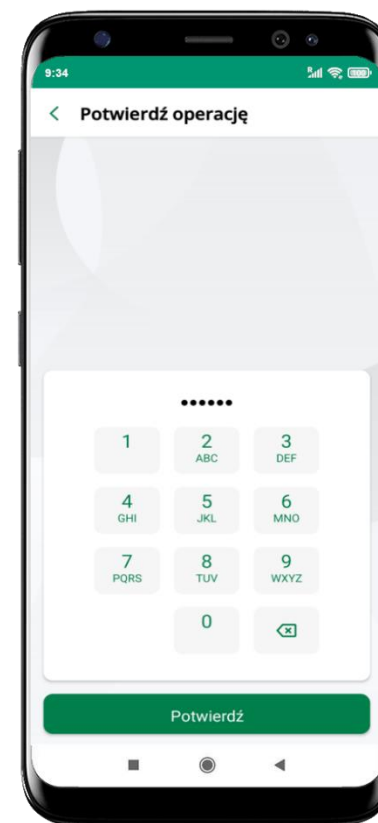 9:34
R
Potwierdź operację
••••••
1
2
ABC
3
DEF
4
GHI
5
JKL
6
MNO
7
PQRS
8
TUV
9
WXYZ
0
Potwierdź